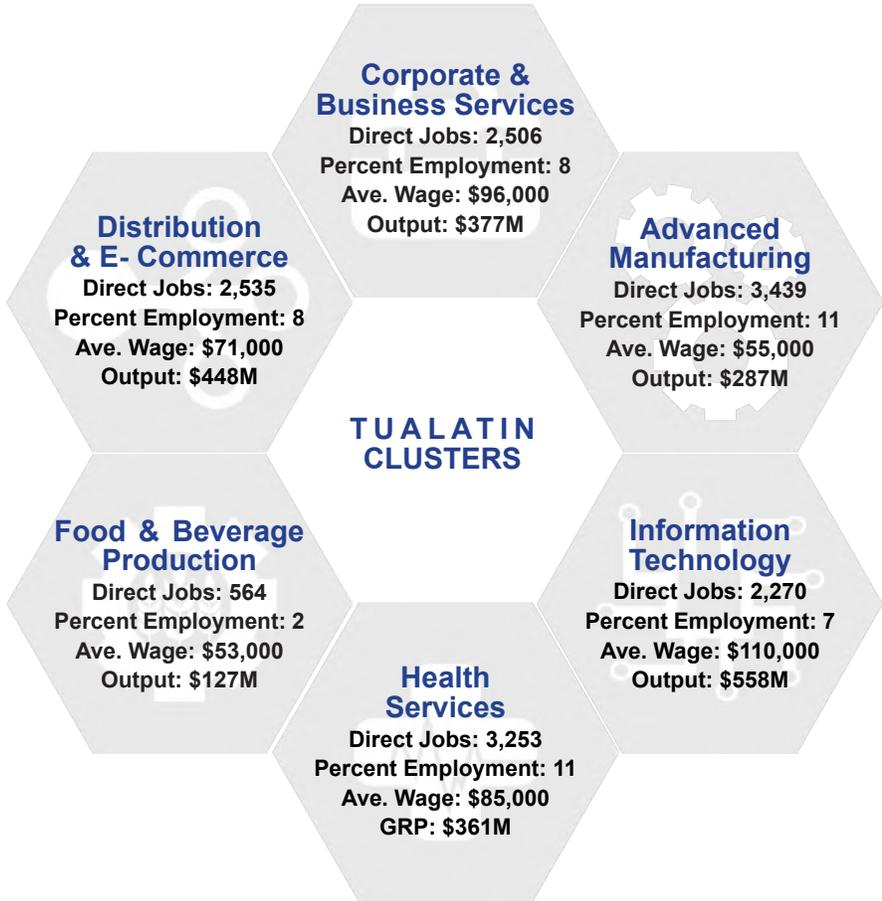 Corporate &
Business Services
Direct Jobs: 2,506
Percent Employment: 8
Ave. Wage: $96,000
Output: $377M
Distribution
& E- Commerce
Direct Jobs: 2,535
Percent Employment: 8
Ave. Wage: $71,000
Output: $448M
Advanced
Manufacturing
Direct Jobs: 3,439
Percent Employment: 11
Ave. Wage: $55,000
Output: $287M
TUALATIN
CLUSTERS
Food & Beverage
Production
Direct Jobs: 564
Percent Employment: 2
Ave. Wage: $53,000
Output: $127M
Information
Technology
Direct Jobs: 2,270
Percent Employment: 7
Ave. Wage: $110,000
Output: $558M
Health
Services
Direct Jobs: 3,253
Percent Employment: 11
Ave. Wage: $85,000
GRP: $361M